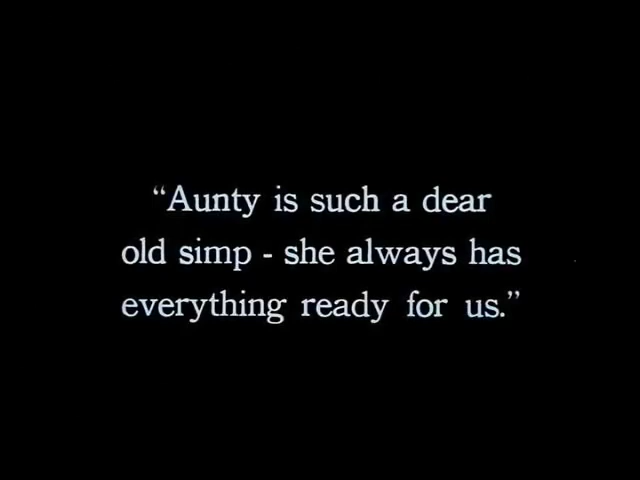 “Aunty is such a dear
old simp - she always has
everything ready for us.”